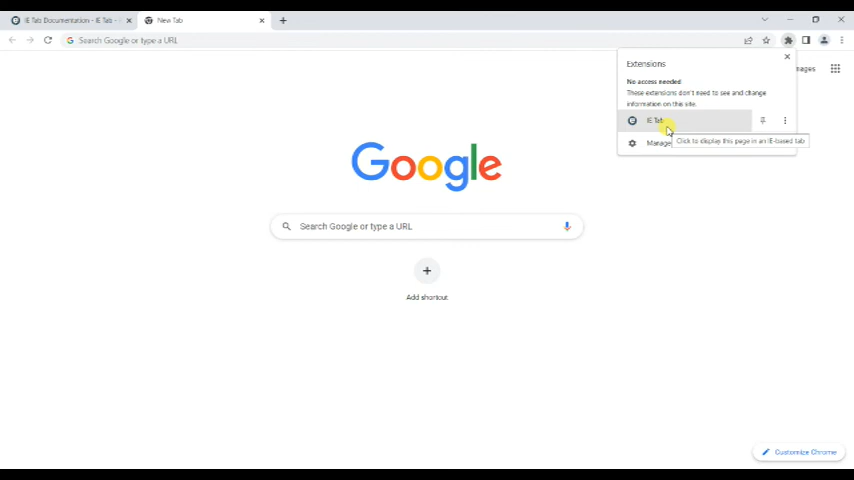 IE Tab Documentation - IE Tab -
New Tab
Search Google or type a URL
Extensions
No access needed
These extensions don't need to see and change
information on this site.
IE Tab
Click to display this page in an IE-based tab
Manage
Google
Search Google or type a URL
Add shortcut
Customize Chrome